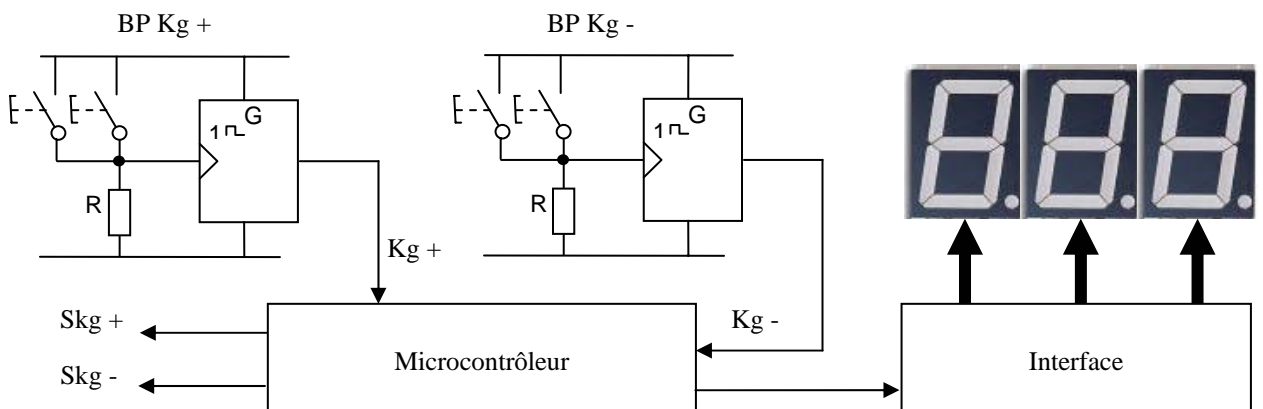 BP Kg +
BP Kg -
G
1
R
G
1
R
Kg +
Kg -
Skg +
Skg -
Microcontrôleur
Interface